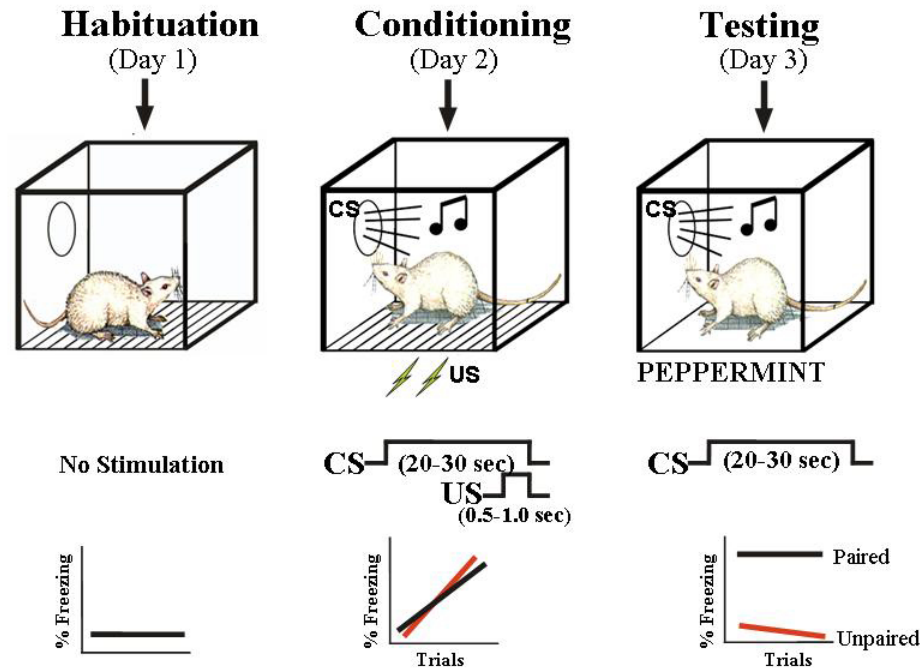 Habituation
(Day 1)
Conditioning
(Day 2)
Testing
(Day 3)
CS
US
CS
PEPPERMINT
No Stimulation
CS
(20-30 sec)
US
(0.5-1.0 sec)
CS
(20-30 sec)
% Freezing
% Freezing
Trials
% Freezing
Trials
Paired
Unpaired